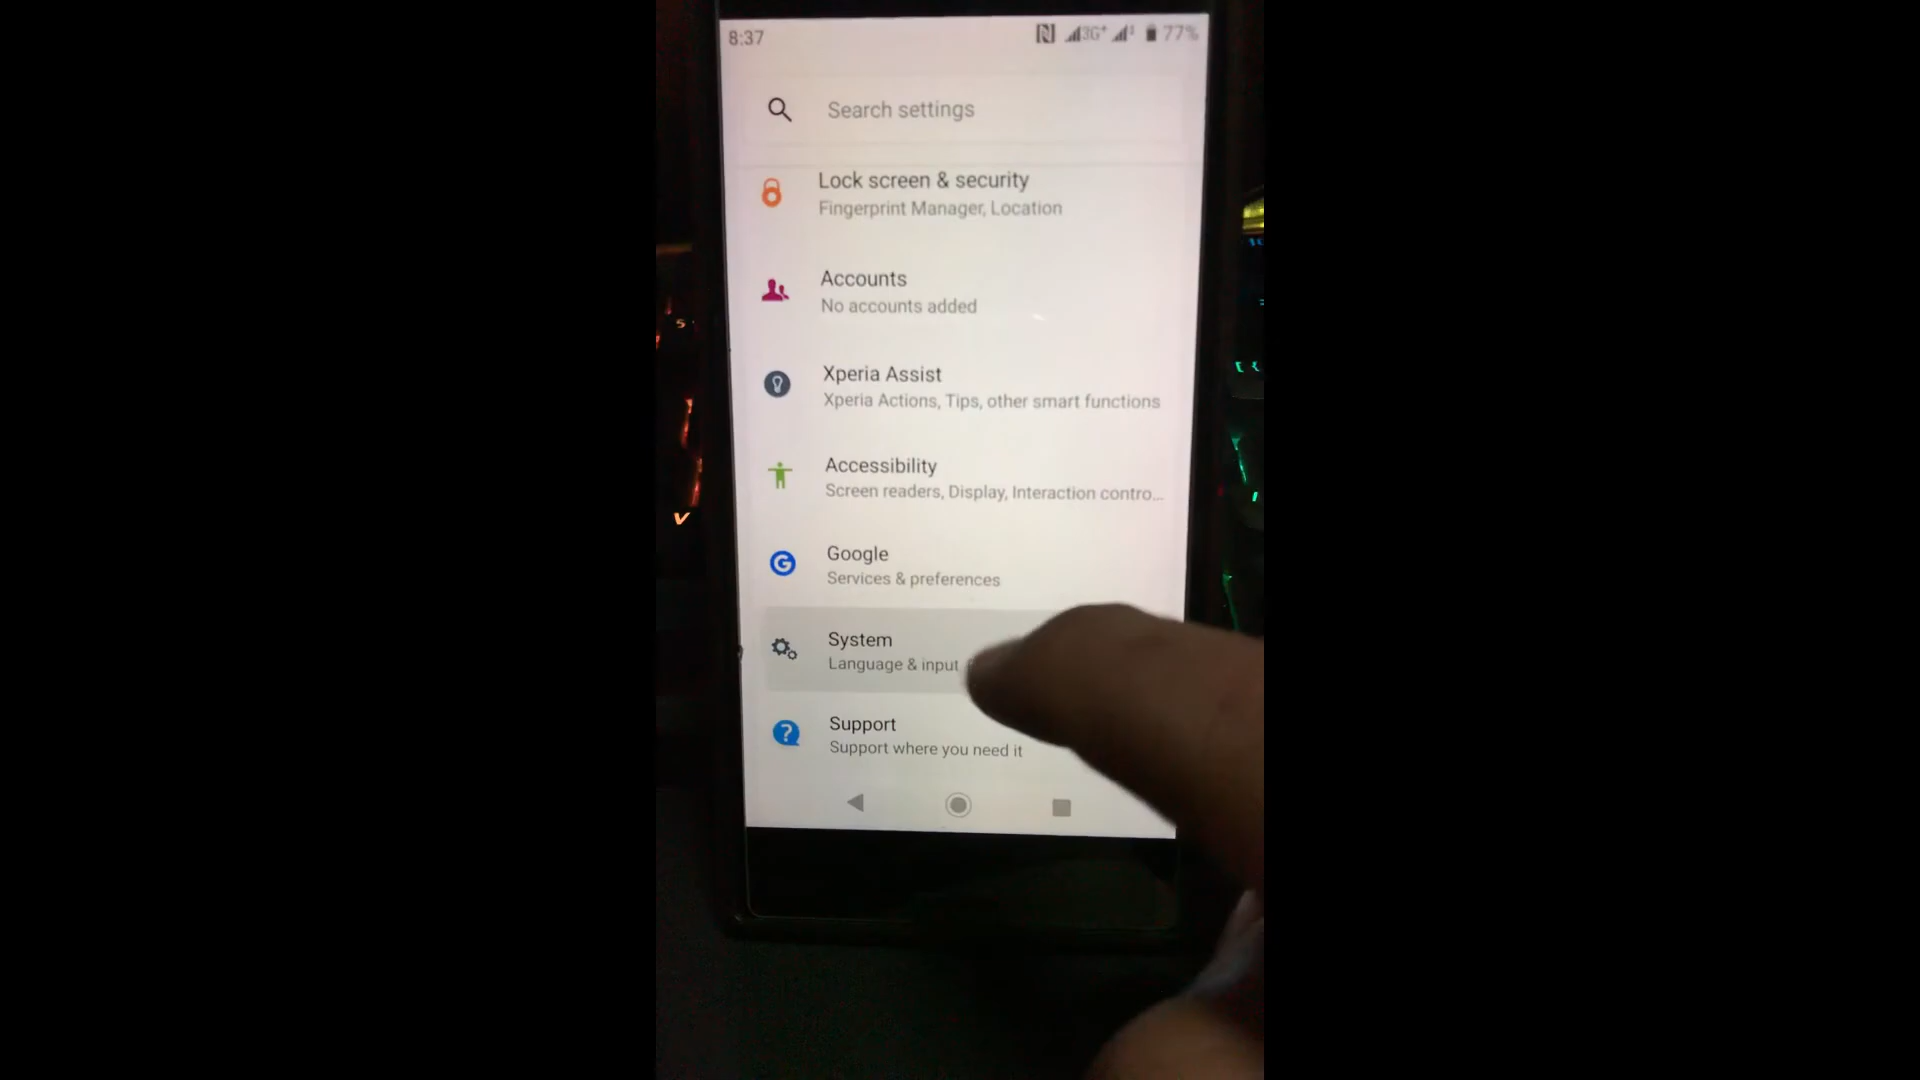 8:37 3G+ 77%
Search settings
Lock screen & security
Fingerprint Manager, Location
Accounts
No accounts added
Xperia Assist
Xperia Actions, Tips, other smart functions
Accessibility
Screen readers, Display, Interaction contro...
Google
Services & preferences
System
Language & input
Support
Support where you need it